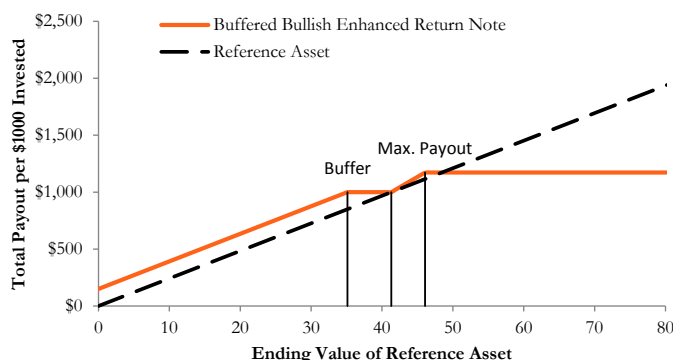 $2,500
Buffered Bullish Enhanced Return Note
Reference Asset
$2,000
$1,500
Max. Payout
Buffer
$1,000
$500
$0
Total Payout per $1000 Invested
0 10 20 30 40 50 60 70 80
Ending Value of Reference Asset